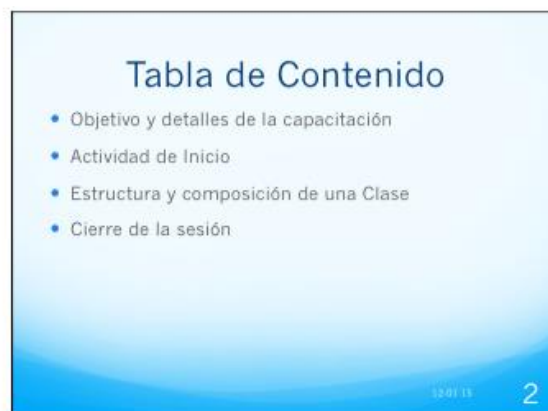 Tabla de Contenido
Objetivo y detalles de la capacitación
Actividad de Inicio
Estructura y composición de una Clase
Cierre de la sesión
2